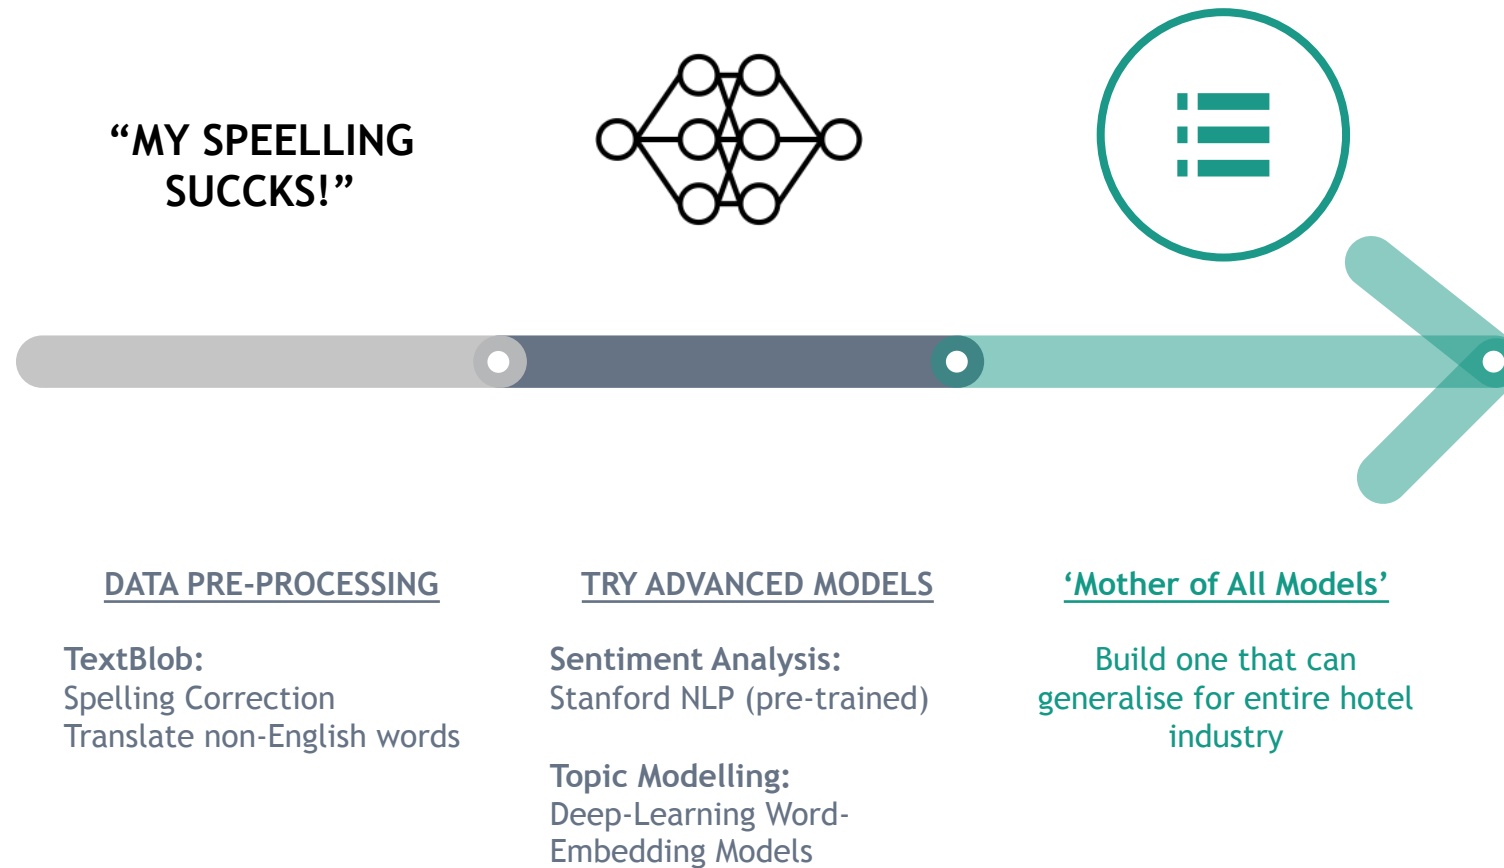 “MY SPEELLING
SUCCKS!”
DATA PRE-PROCESSING
TextBlob:
Spelling Correction
Translate non-English words
TRY ADVANCED MODELS
Sentiment Analysis:
Stanford NLP (pre-trained)
Topic Modelling:
Deep-Learning Word-
Embedding Models
‘Mother of All Models’
Build one that can
generalise for entire hotel
industry